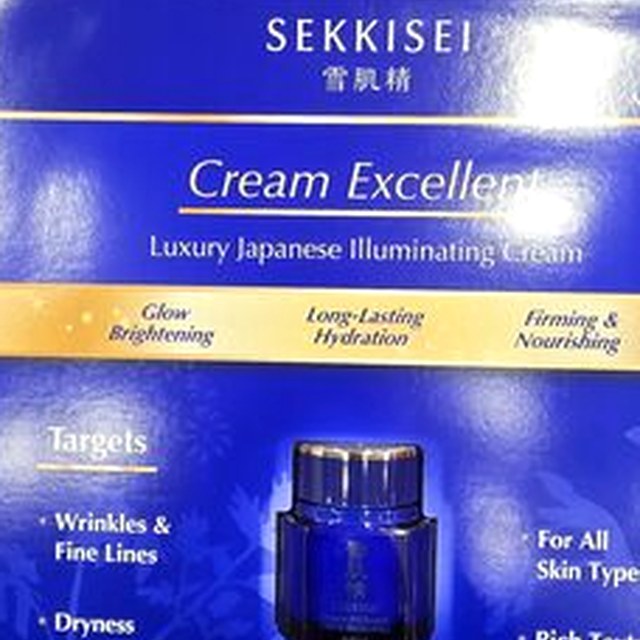 SEKKISEI
雪肌精
Cream Excellent
Luxury Japanese Illuminating Cream
Glow
Brightening
Long-Lasting
Hydration
Firming &
Nourishing
Targets
• Wrinkles &
Fine Lines
• Dryness
• For All
Skin Type